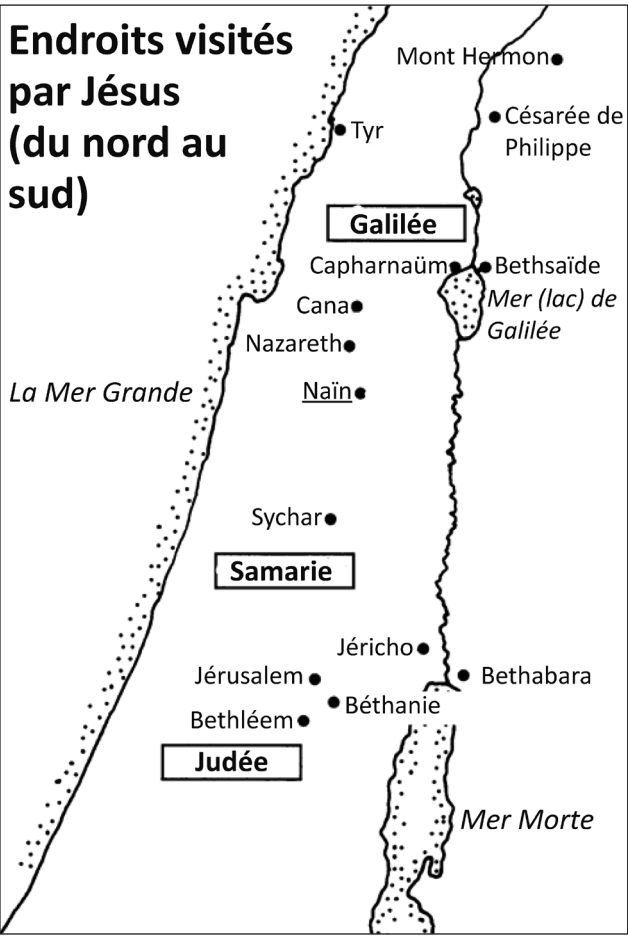 Endroits visités
par Jésus
(du nord au
sud)
Mont Hermon
Césarée de
Philippe
Tyr
Galilée
Capharnaüm
Bethsaïde
Mer (lac) de
Galilée
Cana
Nazareth
La Mer Grande
Naïn
Sychar
Samarie
Jéricho
Jérusalem
Bethabara
Béthanie
Bethléem
Judée
Mer Morte